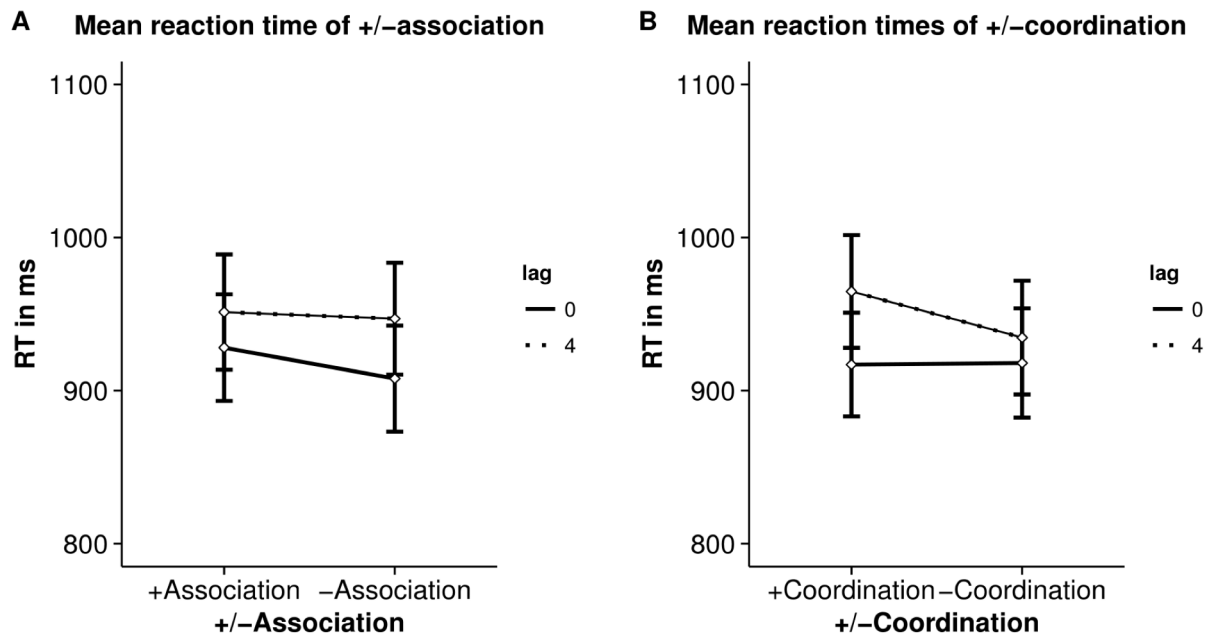 A Mean reaction time of +/−association
1100
1000
900
800
RT in ms
+Association −Association
+/−Association
lag
0
4
B Mean reaction times of +/−coordination
1100
1000
900
800
RT in ms
+Coordination −Coordination
+/−Coordination
lag
0
4